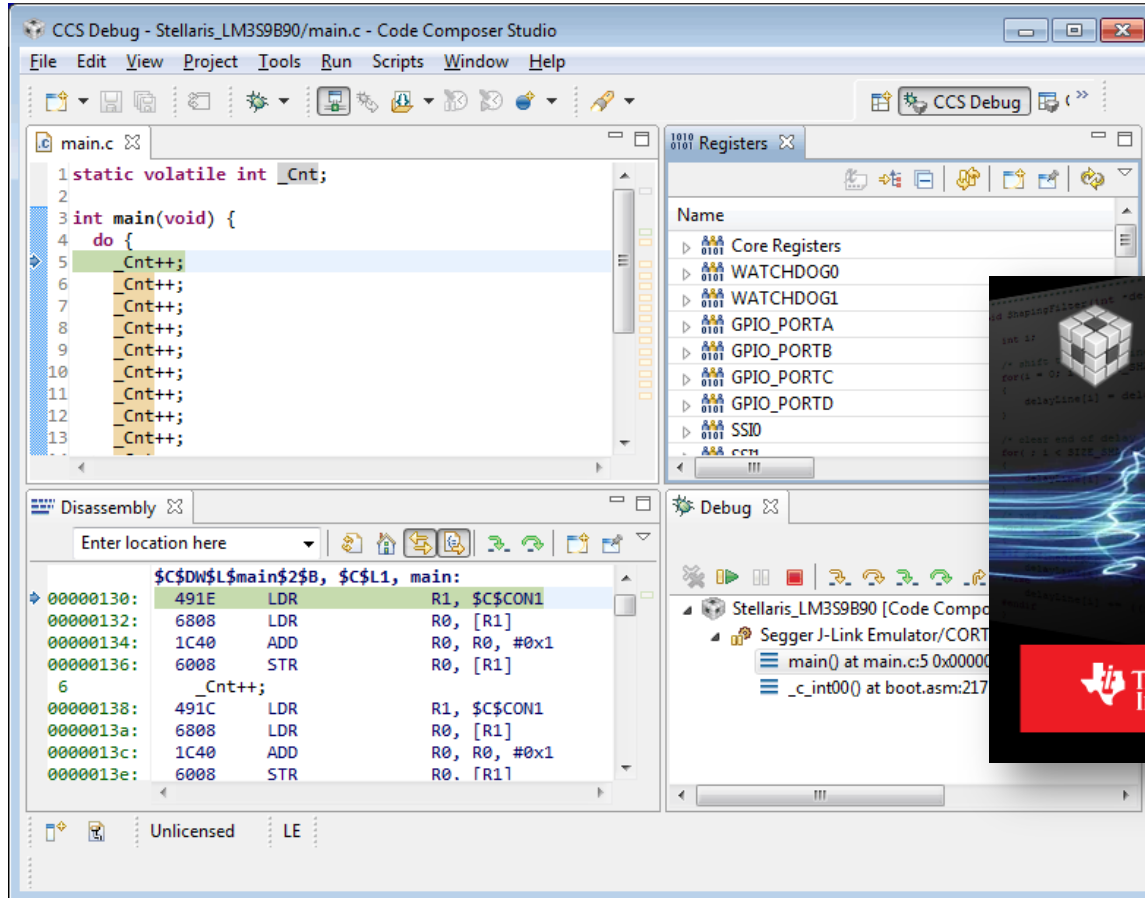 CCS Debug - Stellaris_LM3S9B90/main.c - Code Composer Studio
File Edit View Project Tools Run Scripts Window Help
CCS Debug
main.c
1 static volatile int _Cnt;
2
3 int main(void) {
4 do {
5 _Cnt++;
6 _Cnt++;
7 _Cnt++;
8 _Cnt++;
9 _Cnt++;
10 _Cnt++;
11 _Cnt++;
12 _Cnt++;
13 _Cnt++;
1010 0101 Registers
Name
Core Registers
WATCHDOG0
WATCHDOG1
GPIO_PORTA
GPIO_PORTB
GPIO_PORTC
GPIO_PORTD
SSI0
SSI1
Disassembly
Enter location here
$C$DW$L$main$2$B, $C$L1, main:
00000130: 491E LDR R1, $C$CON1
00000132: 6808 LDR R0, [R1]
00000134: 1C40 ADD R0, R0, #0x1
00000136: 6008 STR R0, [R1]
6 _Cnt++;
00000138: 491C LDR R1, $C$CON1
0000013a: 6808 LDR R0, [R1]
0000013c: 1C40 ADD R0, R0, #0x1
0000013e: 6008 STR R0, [R1]
Debug
Stellaris_LM3S9B90 [Code Compo
Segger J-Link Emulator/CORT
main() at main.c:5 0x00000
_c_int00() at boot.asm:217
int i;
delayline[i] = del
Unlicensed LE